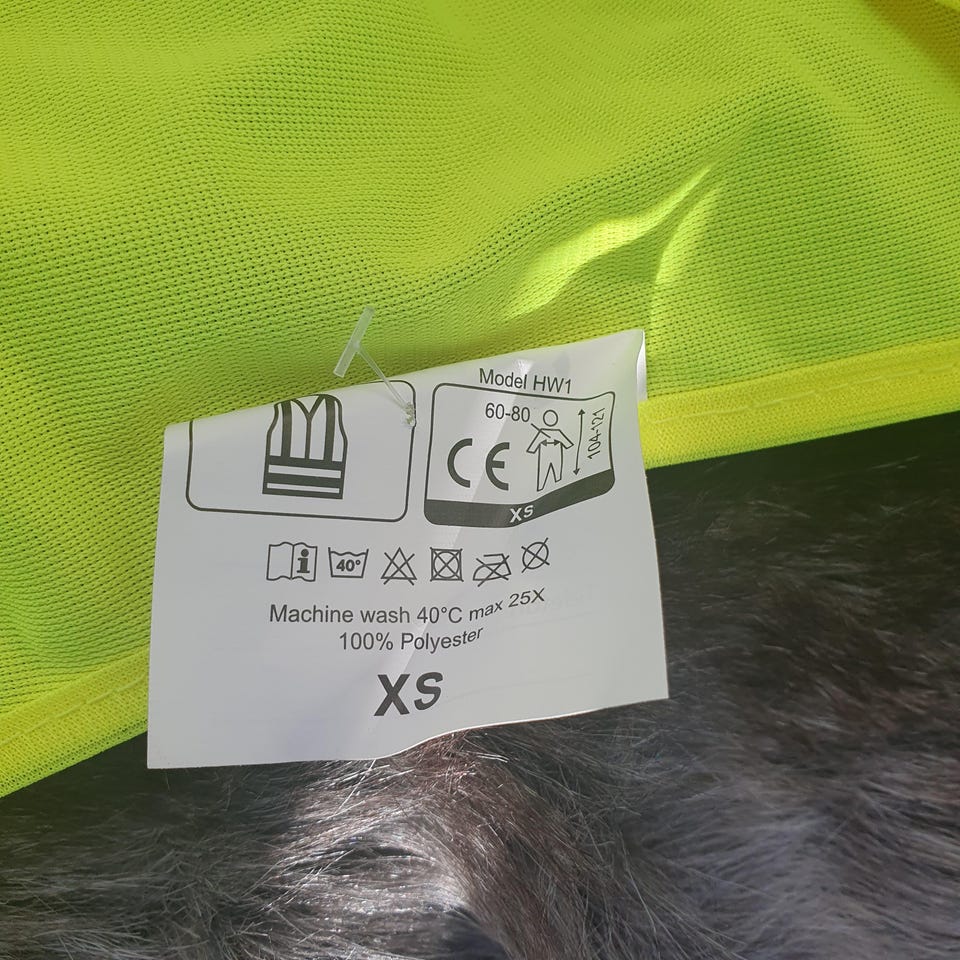 Model HW1
60-80
104-121
CE
XS
i
40°
Machine wash 40°C max 25X
100% Polyester
XS